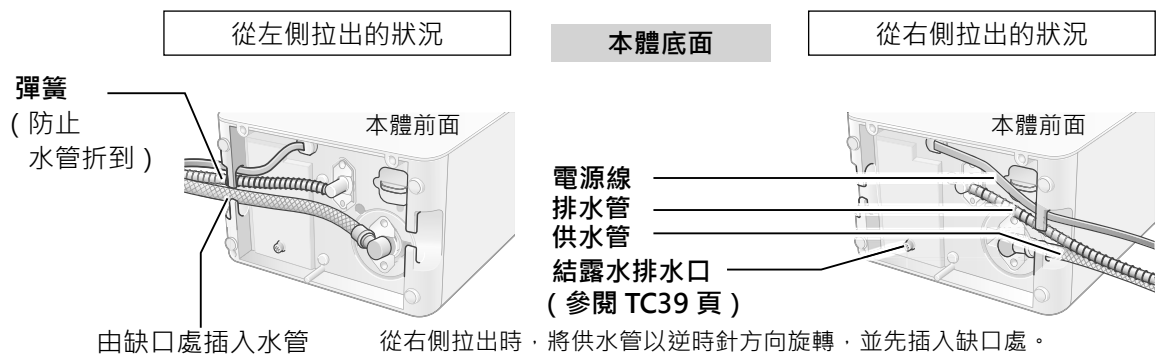 從左側拉出的狀況
本體底面
從右側拉出的狀況
彈簧
( 防止
水管折到 )
本體前面
本體前面
電源線
排水管
供水管
結露水排水口
( 參閱 TC39 頁 )
由缺口處插入水管
從右側拉出時，將供水管以逆時針方向旋轉，並先插入缺口處。